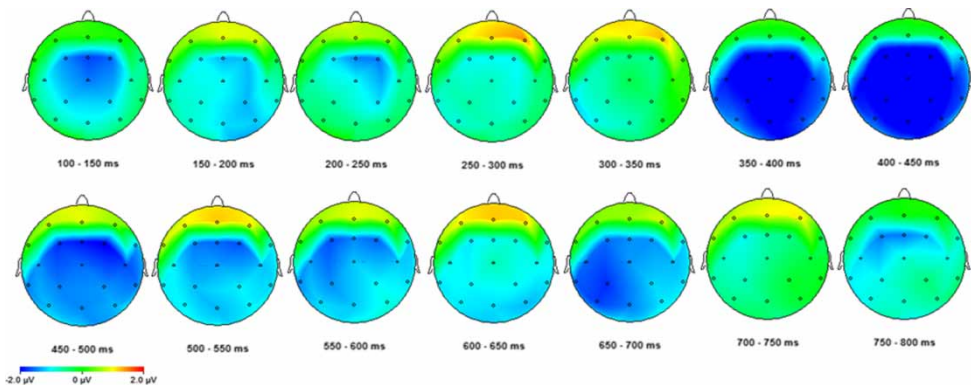 100 - 150 ms
150 - 200 ms
200 - 250 ms
250 - 300 ms
300 - 350 ms
350 - 400 ms
400 - 450 ms
450 - 500 ms
500 - 550 ms
550 - 600 ms
600 - 650 ms
650 - 700 ms
700 - 750 ms
750 - 800 ms
-2.0 µV
0 µV
2.0 µV